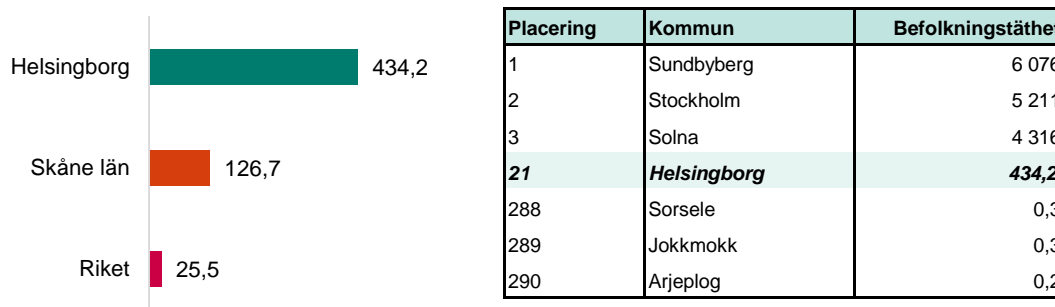 Helsingborg 434,2
Skåne län 126,7
Riket 25,5
Placering Kommun Befolkningstäthet
1 Sundbyberg 6 076
2 Stockholm 5 211
3 Solna 4 316
21 Helsingborg 434,2
288 Sorsele 0,3
289 Jokkmokk 0,3
290 Arjeplog 0,2